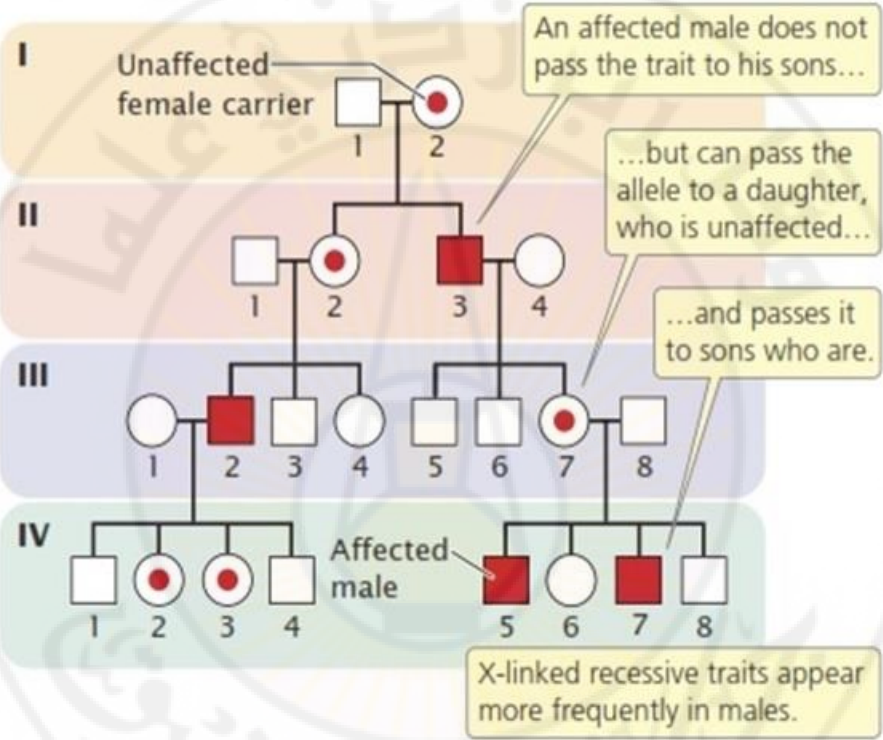 An affected male does not
pass the trait to his sons…
I
Unaffected
female carrier
1 2
…but can pass the
allele to a daughter,
who is unaffected…
II
1 2 3 4
…and passes it
to sons who are.
III
1 2 3 4 5 6 7 8
IV
Affected
male
1 2 3 4 5 6 7 8
X-linked recessive traits appear
more frequently in males.